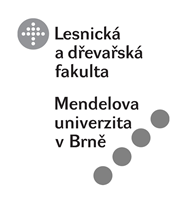 Lesnická
a dřevařská
fakulta
Mendelova
univerzita
v Brně